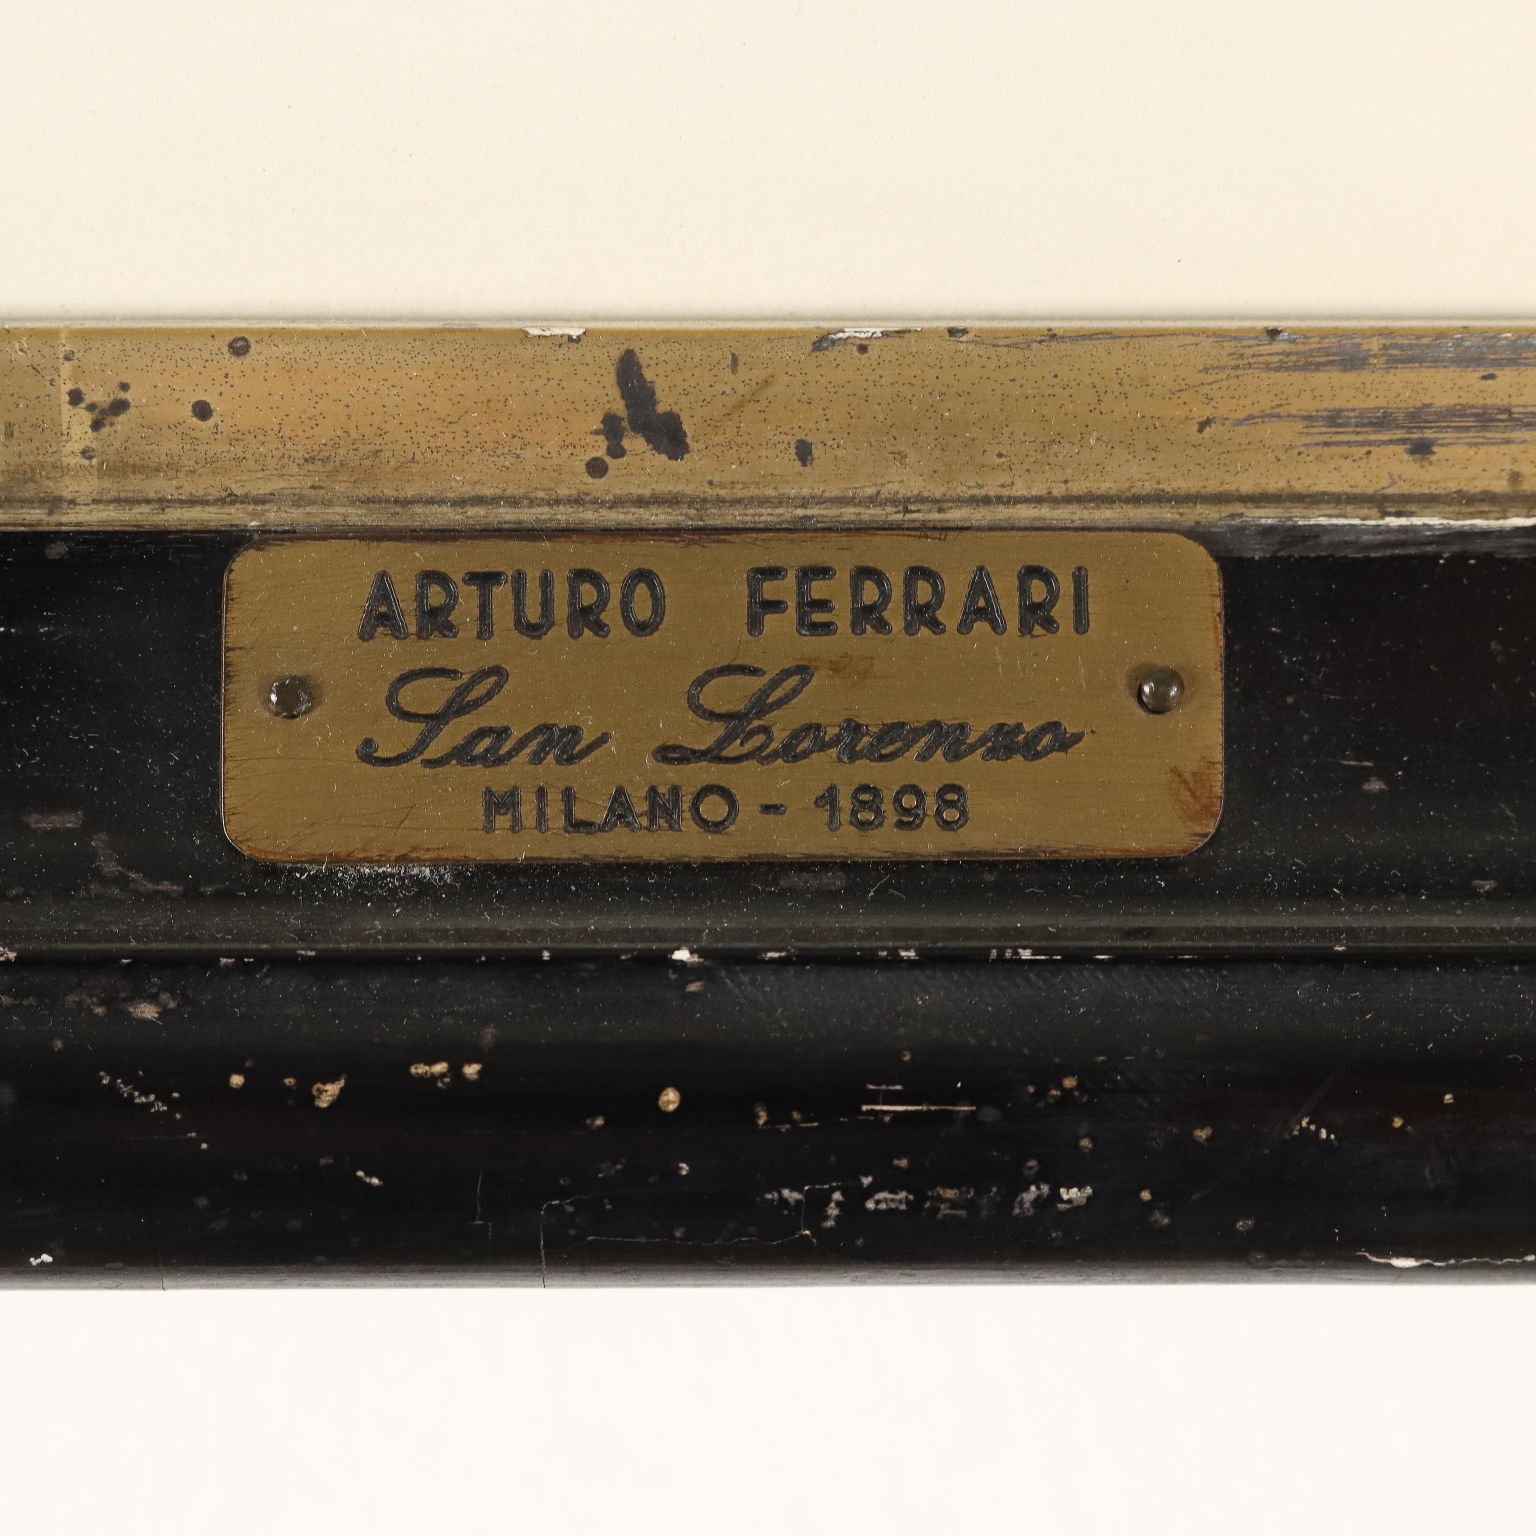 ARTURO FERRARI
San Lorenzo
MILANO - 1898